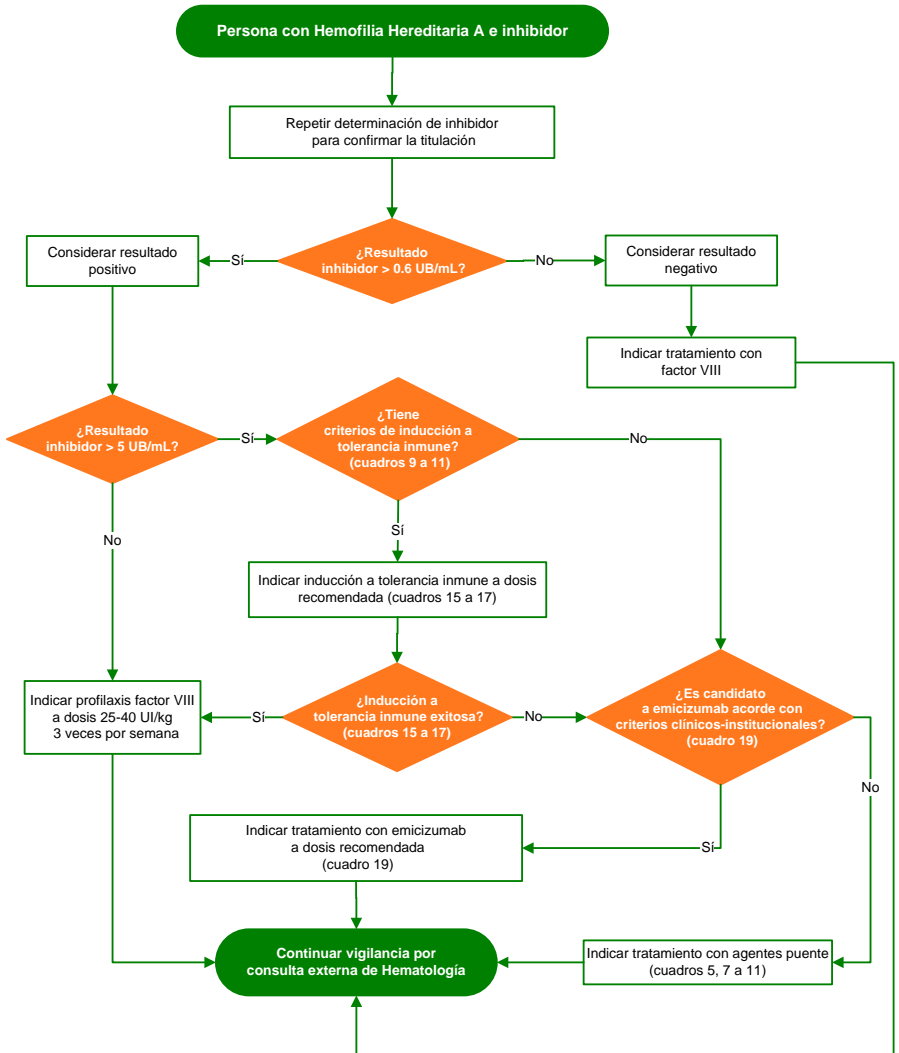 Persona con Hemofilia Hereditaria A e inhibidor
Repetir determinación de inhibidor
para confirmar la titulación
Considerar resultado
positivo
Sí
¿Resultado
inhibidor > 0.6 UB/mL?
No
Considerar resultado
negativo
Indicar tratamiento con
factor VIII
¿Resultado
inhibidor > 5 UB/mL?
Sí
¿Tiene
criterios de inducción a
tolerancia inmune?
(cuadros 9 a 11)
No
No
Sí
Indicar inducción a tolerancia inmune a dosis
recomendada (cuadros 15 a 17)
Indicar profilaxis factor VIII
a dosis 25-40 UI/kg
3 veces por semana
Sí
¿Inducción a
tolerancia inmune exitosa?
(cuadros 15 a 17)
No
¿Es candidato
a emicizumab acorde con
criterios clínicos-institucionales?
(cuadro 19)
No
Indicar tratamiento con emicizumab
a dosis recomendada
(cuadro 19)
Sí
Continuar vigilancia por
consulta externa de Hematología
Indicar tratamiento con agentes puente
(cuadros 5, 7 a 11)